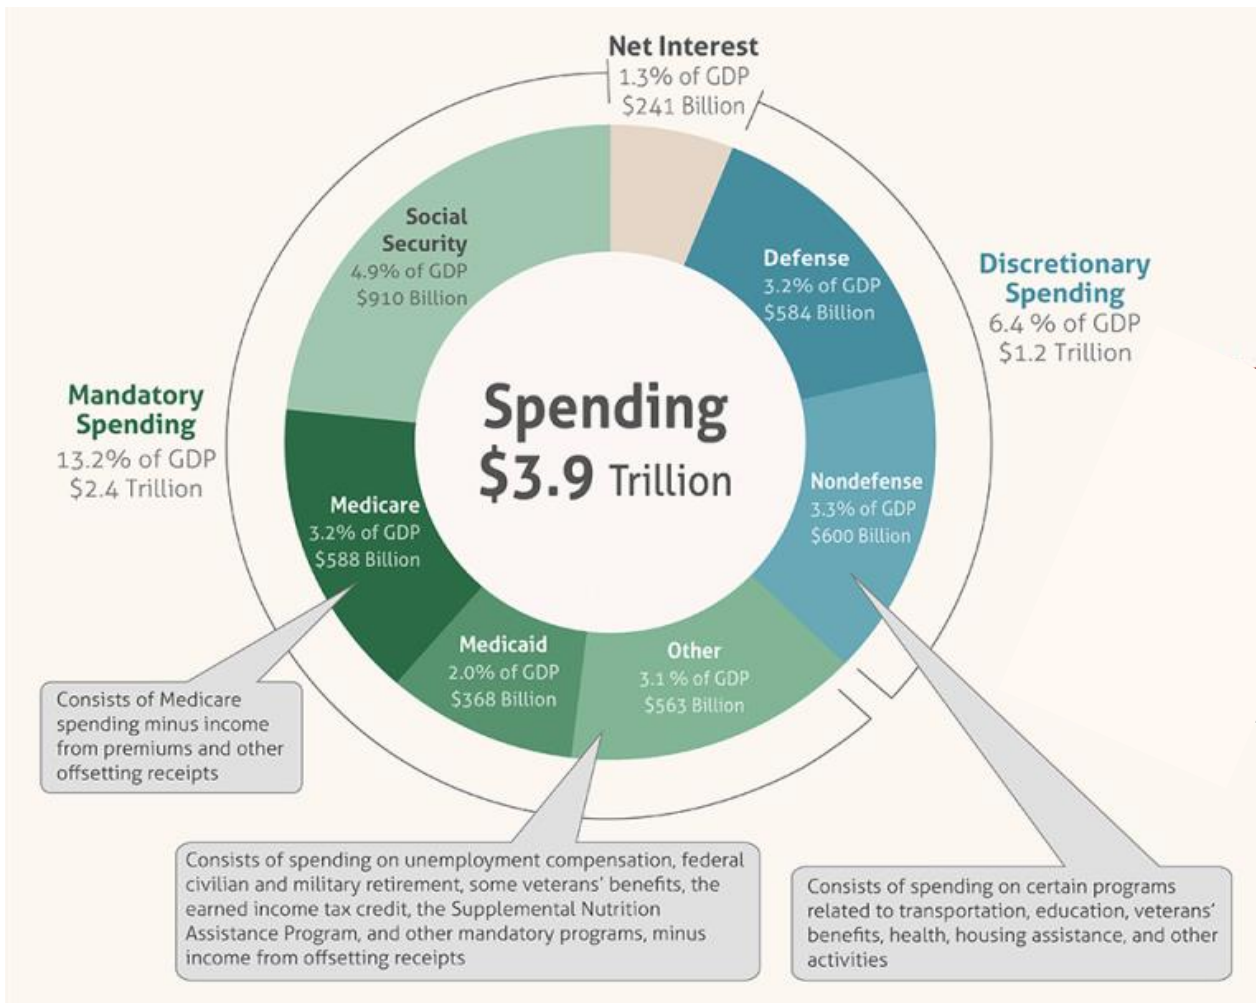 Net Interest
1.3% of GDP
$241 Billion
Social
Security
4.9% of GDP
$910 Billion
Defense
3.2% of GDP
$584 Billion
Discretionary
Spending
6.4 % of GDP
$1.2 Trillion
Mandatory
Spending
13.2% of GDP
$2.4 Trillion
Spending
$3.9 Trillion
Medicare
3.2% of GDP
$588 Billion
Nondefense
3.3% of GDP
$600 Billion
Medicaid
2.0% of GDP
$368 Billion
Other
3.1 % of GDP
$563 Billion
Consists of Medicare
spending minus income
from premiums and other
offsetting receipts
Consists of spending on unemployment compensation, federal
civilian and military retirement, some veterans’ benefits, the
earned income tax credit, the Supplemental Nutrition
Assistance Program, and other mandatory programs, minus
income from offsetting receipts
Consists of spending on certain programs
related to transportation, education, veterans’
benefits, health, housing assistance, and other
activities